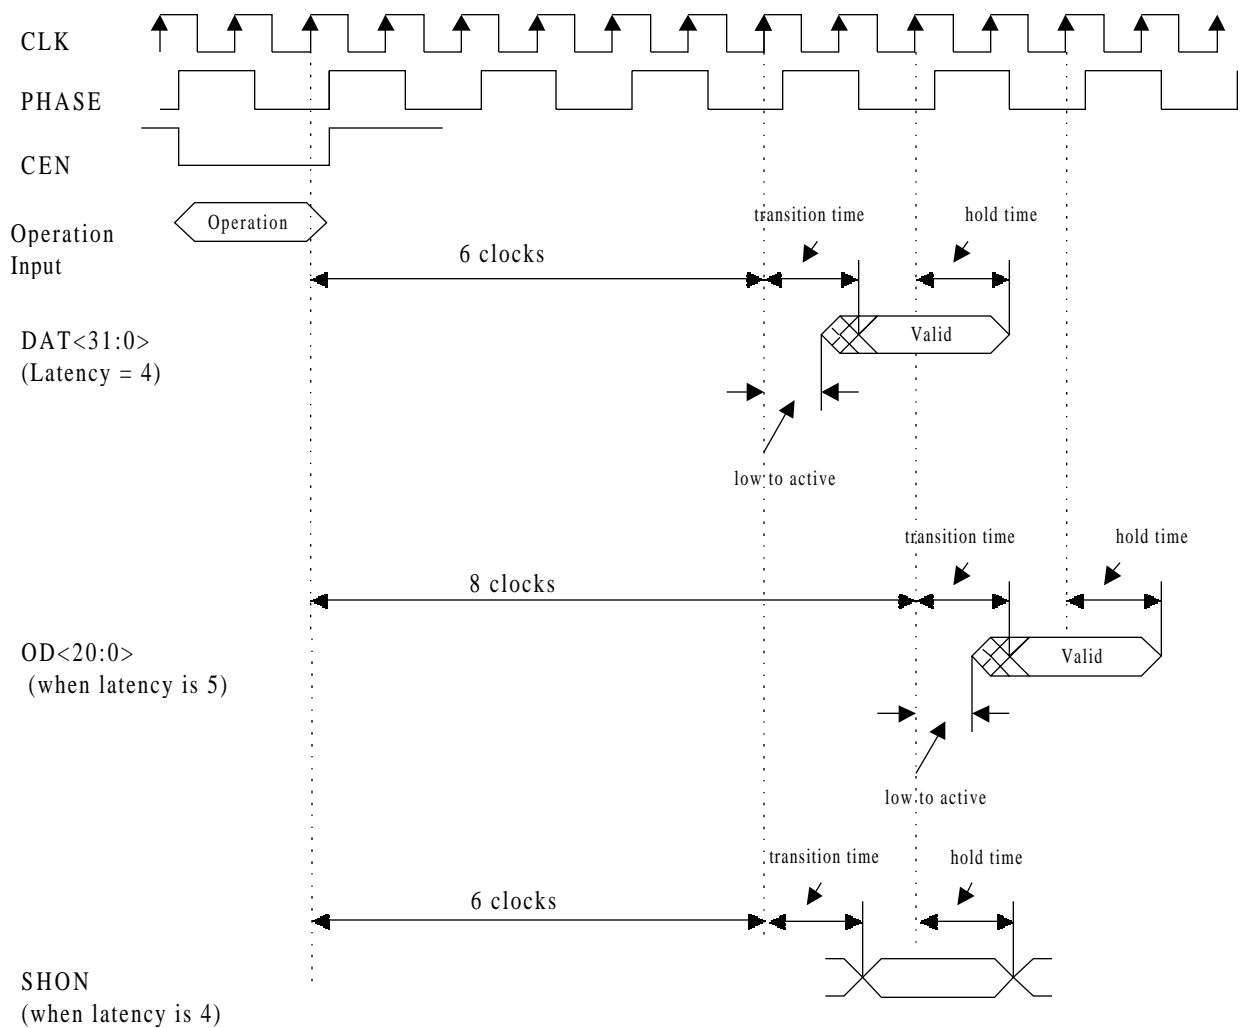 CLK
PHASE
CEN
Operation
Operation
Input
transition time
hold time
6 clocks
DAT<31:0>
(Latency = 4)
Valid
low to active
transition time
hold time
8 clocks
OD<20:0>
(when latency is 5)
Valid
low to active
transition time
hold time
6 clocks
SHON
(when latency is 4)